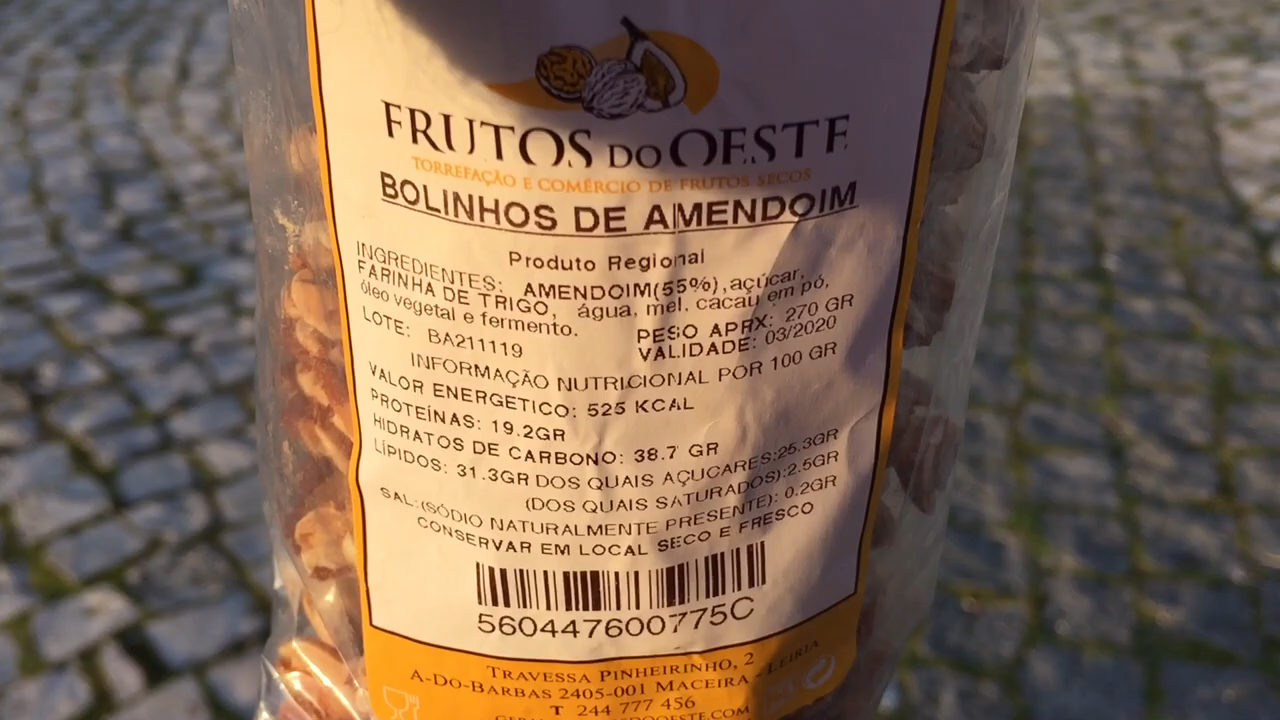 FRUTOS DO OESTE
TORREFAÇÃO E COMÉRCIO DE FRUTOS SECOS
BOLINHOS DE AMENDOIM
Produto Regional
INGREDIENTES: AMENDOIM(55%),açúcar,
FARINHA DE TRIGO, água, mel, cacau em pó,
óleo vegetal e fermento.
PESO APRX: 270 GR
LOTE: BA211119
VALIDADE: 03/2020
INFORMAÇÃO NUTRICIONAL POR 100 GR
VALOR ENERGETICO: 525 KCAL
PROTEÍNAS: 19.2GR
HIDRATOS DE CARBONO: 38.7 GR
DOS QUAIS AÇUCARES:25.3GR
LÍPIDOS: 31.3GR
(DOS QUAIS SATURADOS):2.5GR
SAL:(SÓDIO NATURALMENTE PRESENTE): 0.2GR
CONSERVAR EM LOCAL SECO E FRESCO
560447600775C
TRAVESSA PINHEIRINHO, 2
A-DO-BARBAS 2405-001 MACEIRA - LEIRIA
T 244 777 456